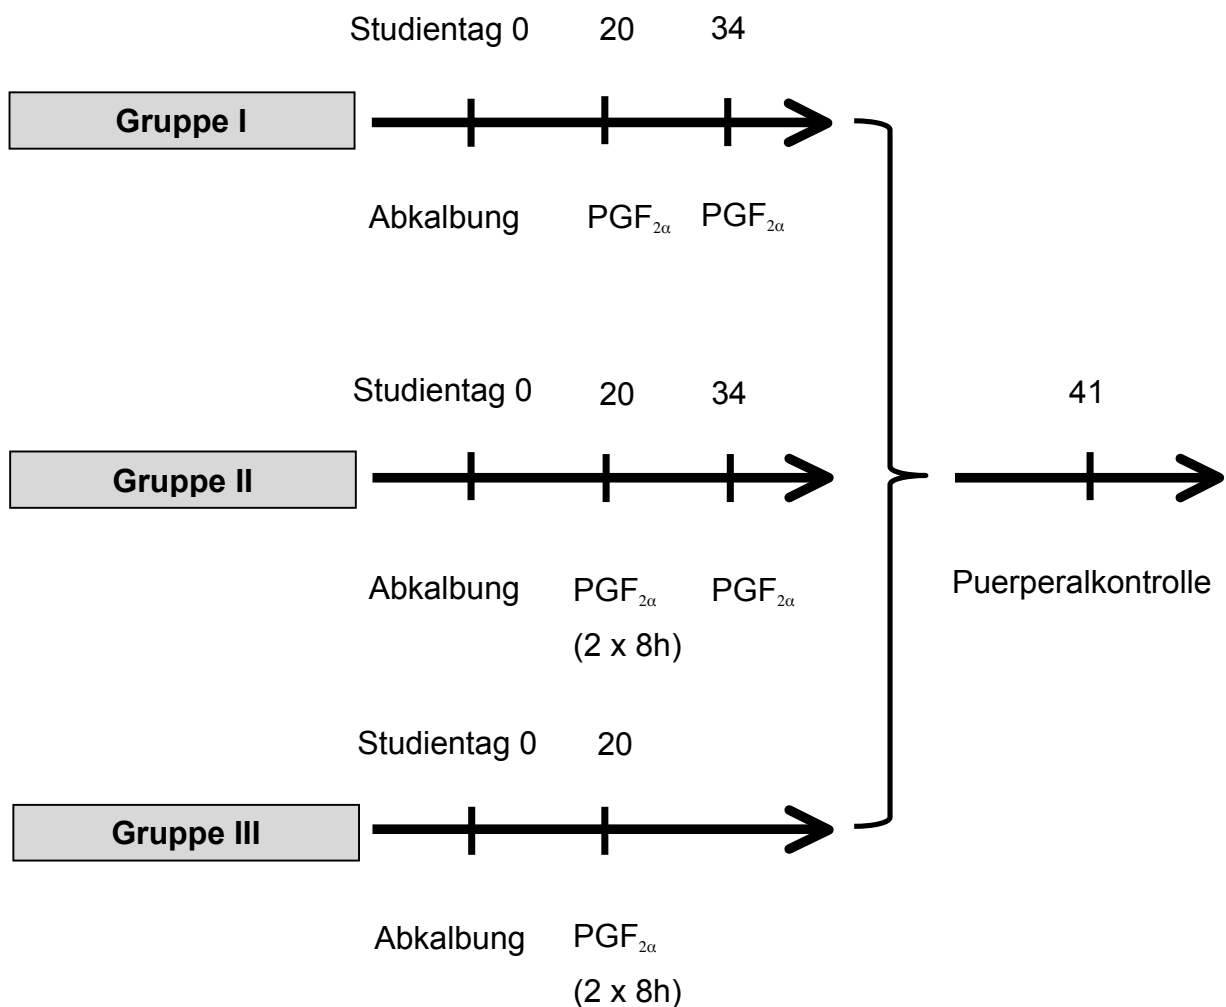 Studientag 0 20 34
Gruppe I
Abkalbung PGF2α PGF2α
Studientag 0 20 34 41
Gruppe II
Abkalbung PGF2α PGF2α Puerperalkontrolle
(2 x 8h)
Studientag 0 20
Gruppe III
Abkalbung PGF2α
(2 x 8h)